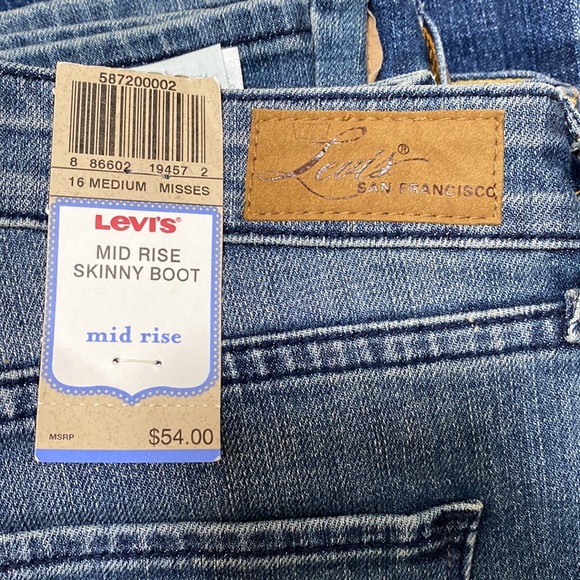 587200002
8 86602 19457 2
16 MEDIUM MISSES
LEVI'S®
MID RISE
SKINNY BOOT
mid rise
MSRP $54.00
Levi's®
SAN FRANCISCO